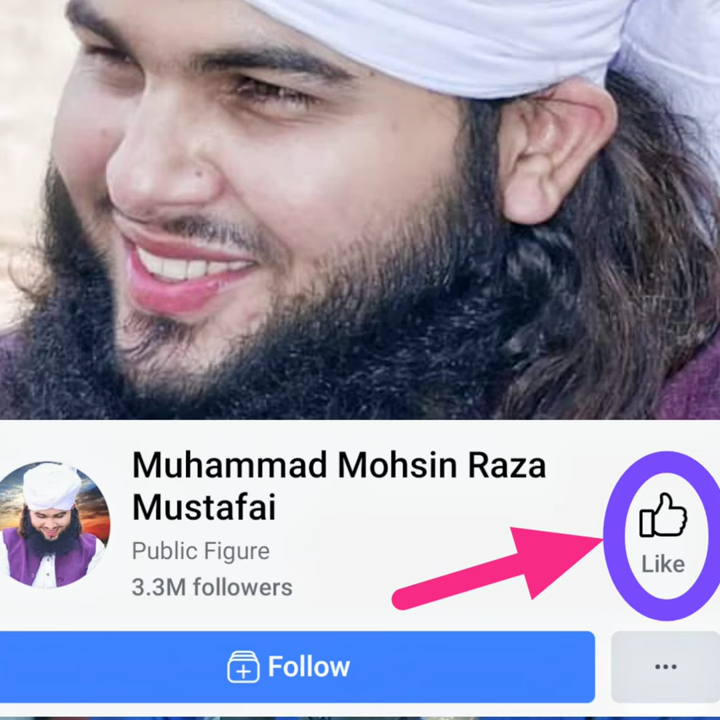 Muhammad Mohsin Raza
Mustafai
Public Figure
3.3M followers
Like
Follow